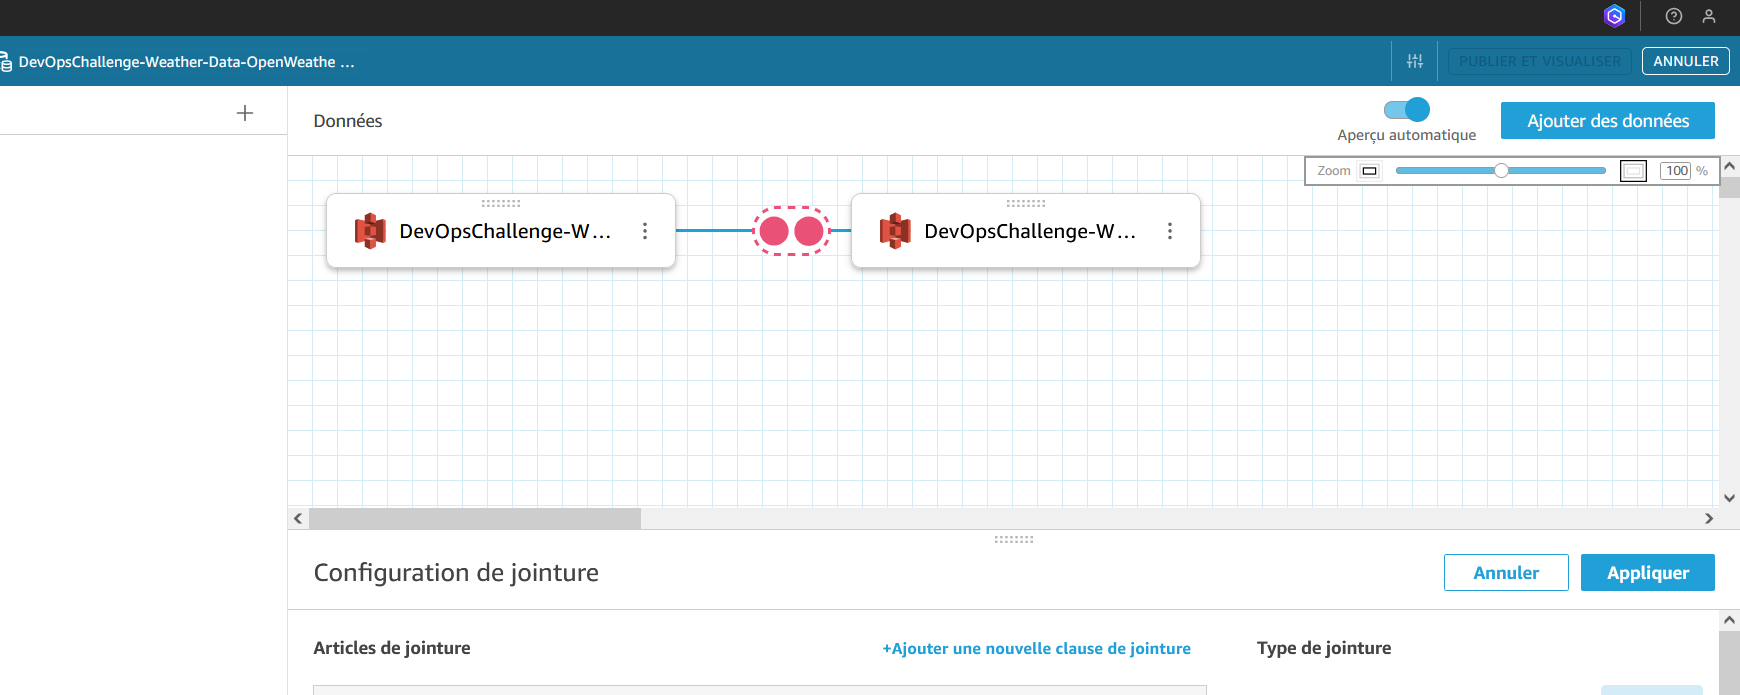 DevOpsChallenge-Weather-Data-OpenWeathe ...
PUBLIER ET VISUALISER
ANNULER
Données
Aperçu automatique
Ajouter des données
Zoom
100 %
DevOpsChallenge-W...
DevOpsChallenge-W...
Configuration de jointure
Annuler
Appliquer
Articles de jointure
+Ajouter une nouvelle clause de jointure
Type de jointure